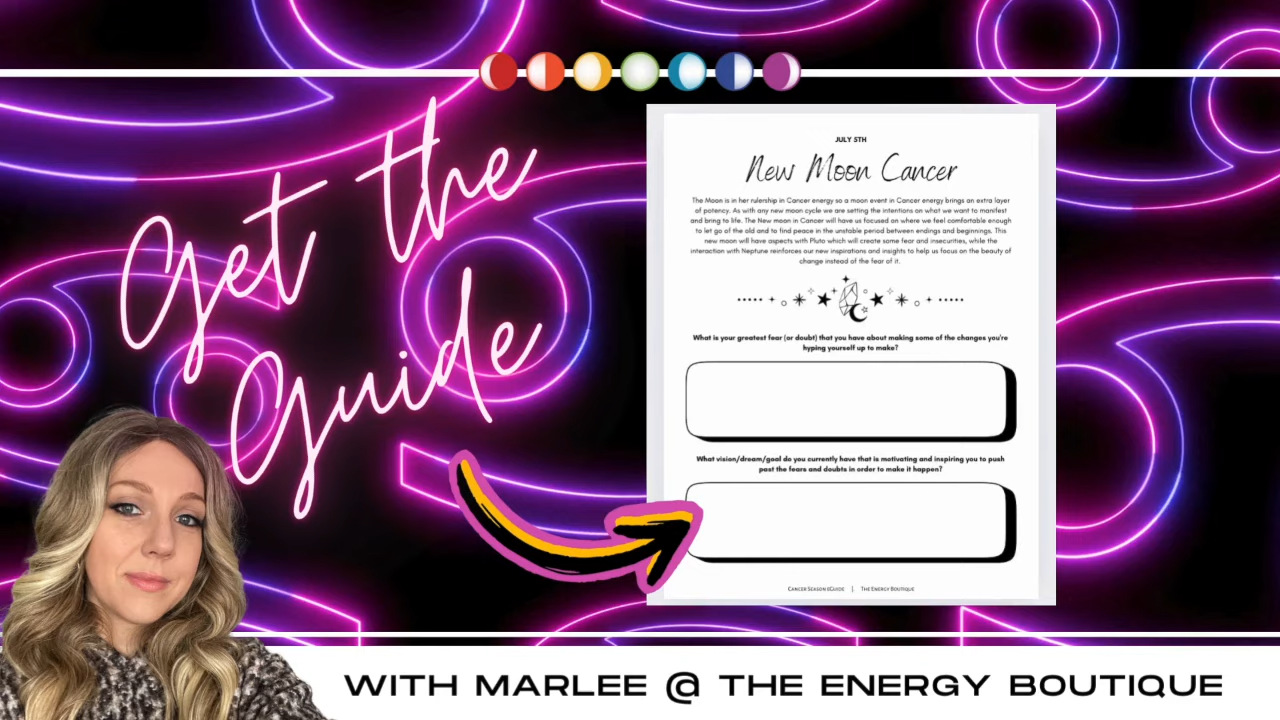 Get the
Guide
JULY 5TH
New Moon Cancer
The Moon is in her rulership in Cancer energy so a moon event in Cancer energy brings an extra layer
of potency. As with any new moon cycle we are setting the intentions on what we want to manifest
and bring to life. The New moon in Cancer will have us focused on where we feel comfortable enough
to let go of the old and to find peace in the unstable period between endings and beginnings. This
new moon will have aspects with Pluto which will create some fear and insecurities, while the
interaction with Neptune reinforces our new inspirations and insights to help us focus on the beauty of
change instead of the fear of it.
What is your greatest fear (or doubt) that you have about making some of the changes you're
hyping yourself up to make?
What vision/dream/goal do you currently have that is motivating and inspiring you to push
past the fears and doubts in order to make it happen?
Cancer Season eGuide | The Energy Boutique
WITH MARLEE @ THE ENERGY BOUTIQUE